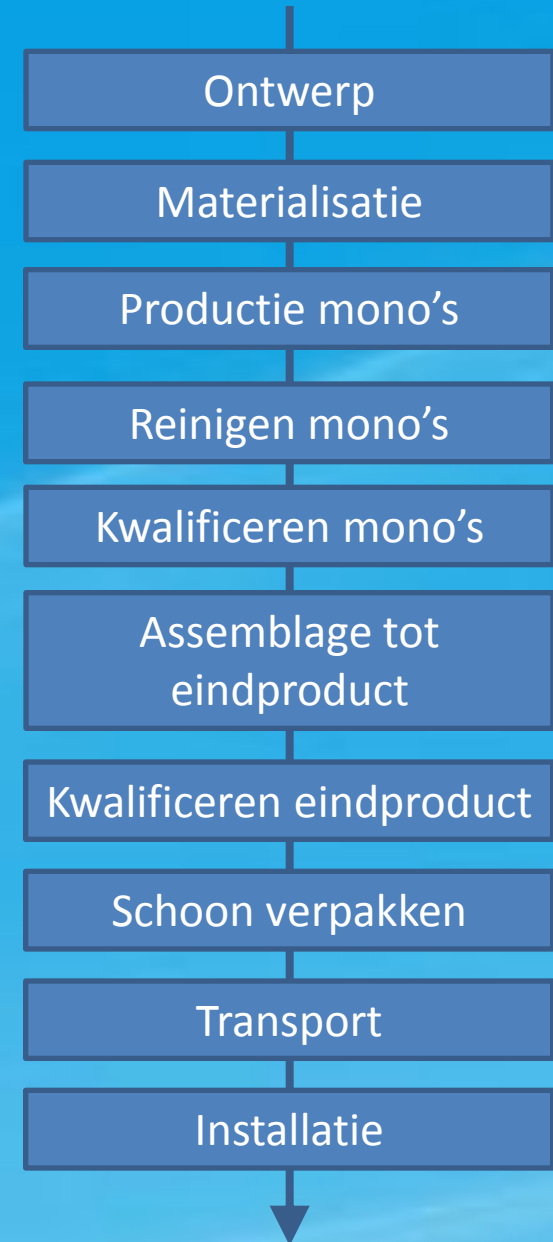 Ontwerp
Materialisatie
Productie mono’s
Reinigen mono’s
Kwalificeren mono’s
Assemblage tot
eindproduct
Kwalificeren eindproduct
Schoon verpakken
Transport
Installatie